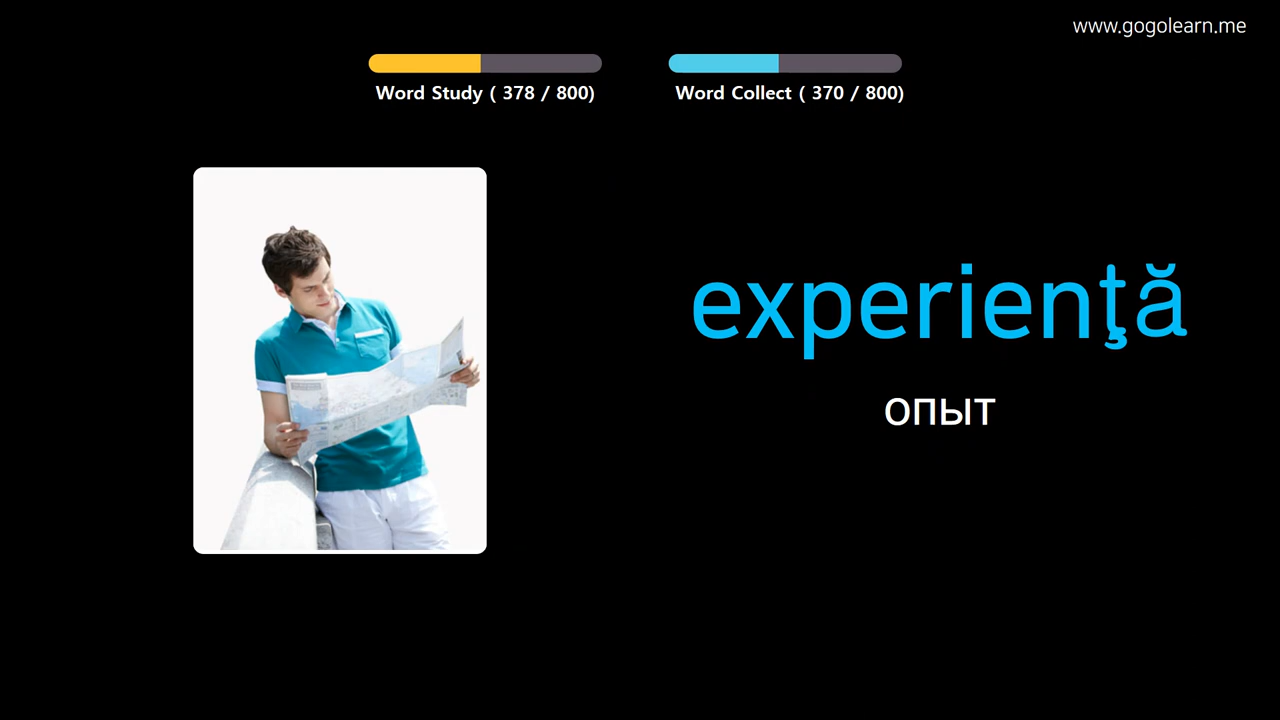 www.gogolearn.me
Word Study ( 378 / 800)
Word Collect ( 370 / 800)
experienţă
опыт